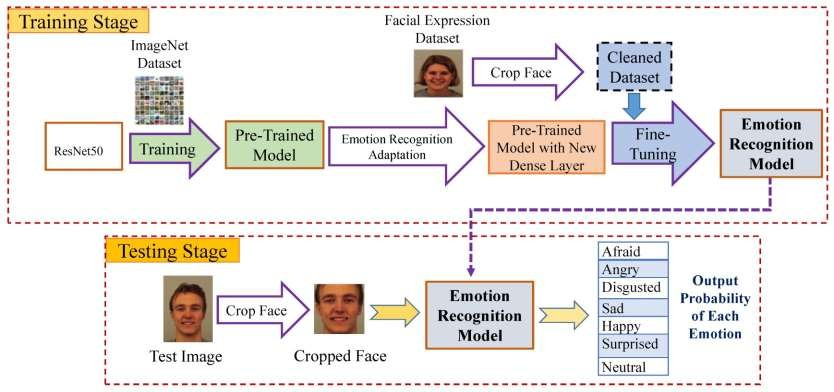 Training Stage
ImageNet
Dataset
Facial Expression
Dataset
Crop Face
Cleaned
Dataset
ResNet50
Training
Pre-Trained
Model
Emotion Recognition
Adaptation
Pre-Trained
Model with New
Dense Layer
Fine-
Tuning
Emotion
Recognition
Model
Testing Stage
Test Image
Crop Face
Cropped Face
Emotion
Recognition
Model
Afraid
Angry
Disgusted
Sad
Happy
Surprised
Neutral
Output
Probability
of Each
Emotion